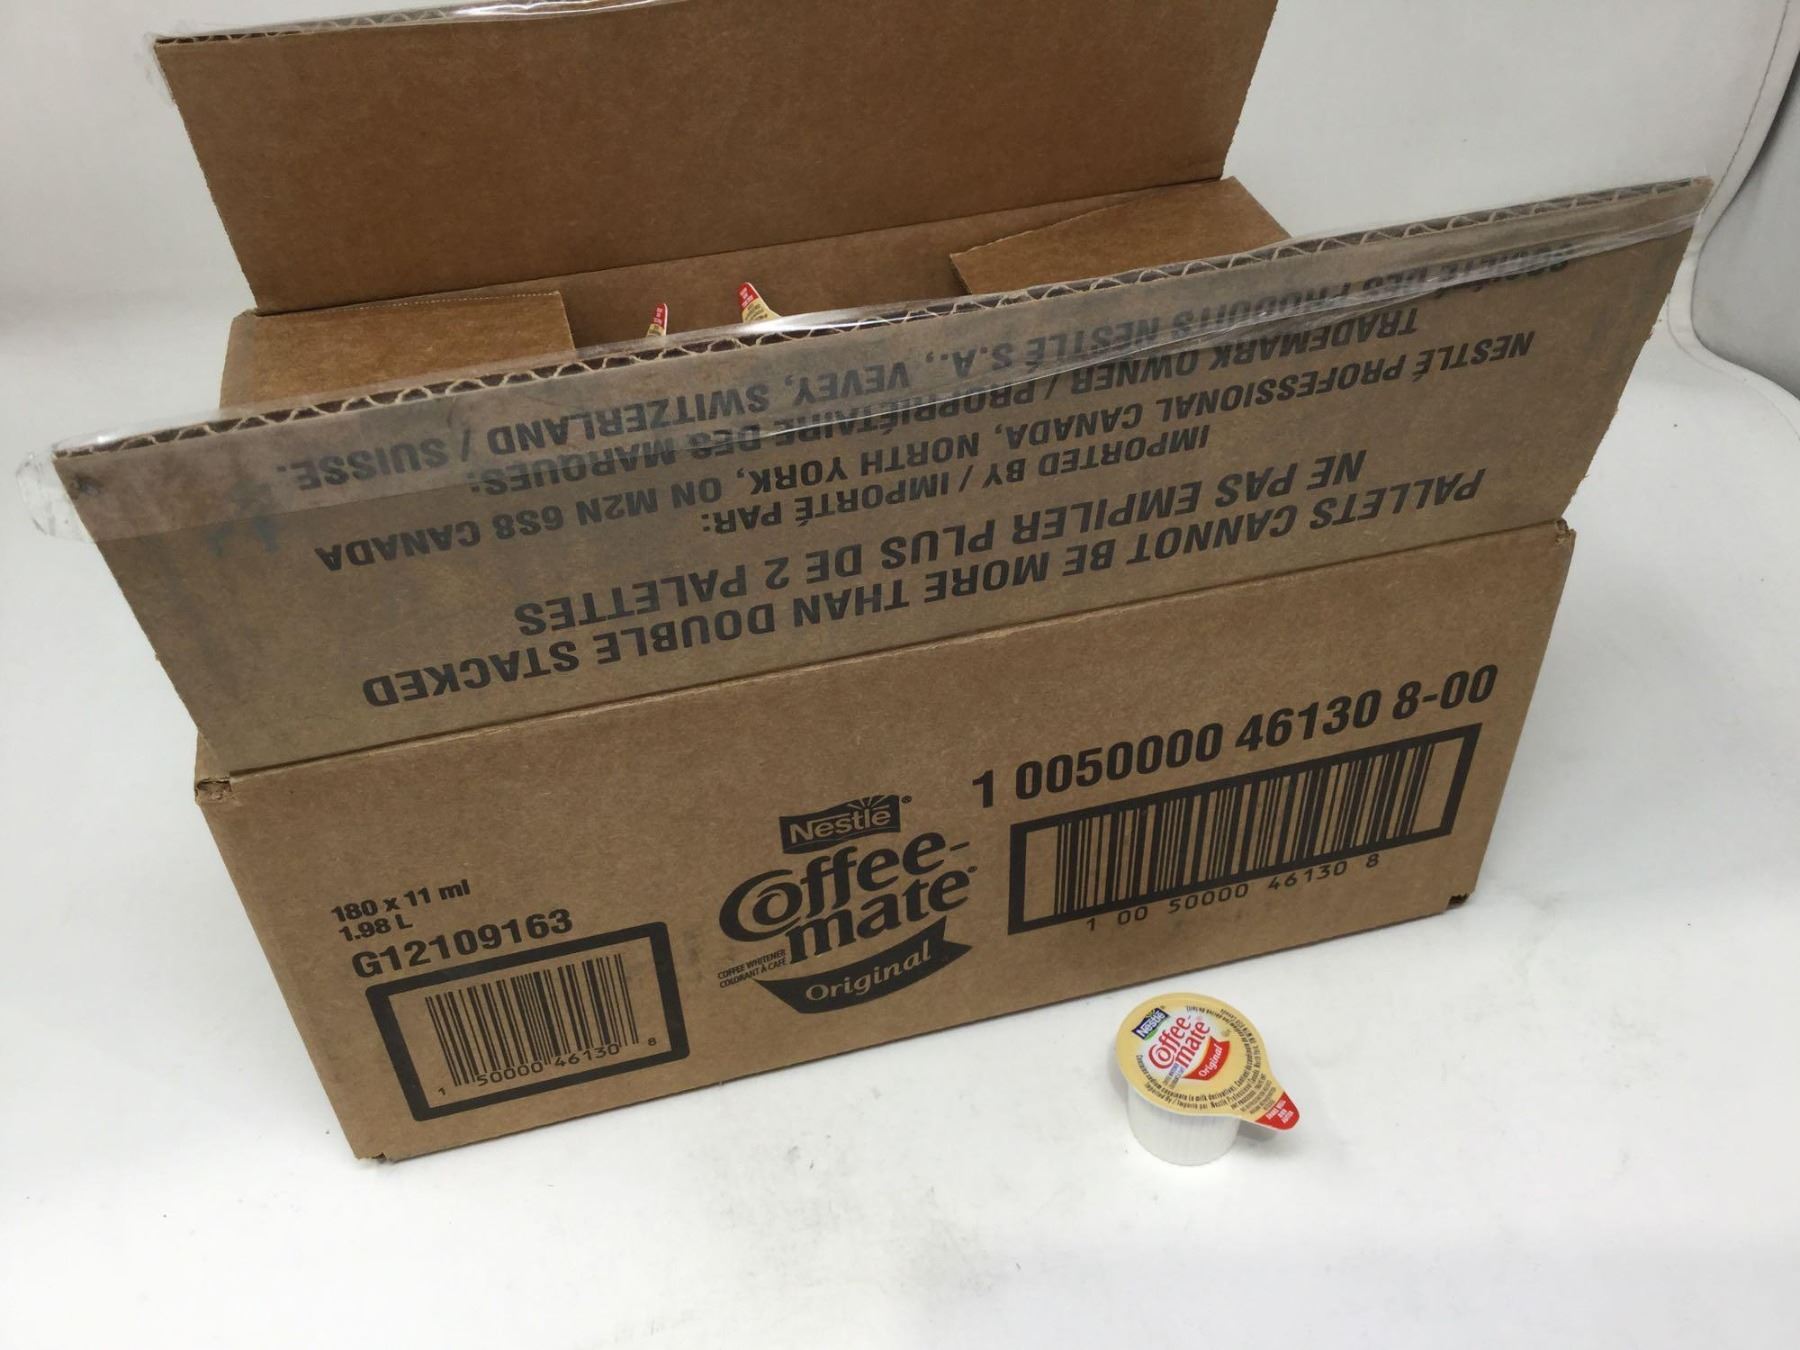 PALLETS CANNOT BE MORE THAN DOUBLE STACKED
NE PAS EMPILER PLUS DE 2 PALETTES
IMPORTED BY / IMPORTÉ PAR:
NESTLÉ PROFESSIONAL CANADA, NORTH YORK, ON M2N 6S8 CANADA
TRADEMARK OWNER / PROPRIÉTAIRE DES MARQUES:
SOCIÉTÉ DES PRODUITS NESTLÉ S.A., VEVEY, SWITZERLAND / SUISSE.
1 0050000 46130 8-00
1 00 50000 46130 8
Nestlé®
Coffee-
mate®
COFFEE WHITENER
COLORANT À CAFÉ
Original
180 x 11 ml
1.98 L
G12109163
1 50000 46130 8
Nestlé
Coffee-
mate
Original